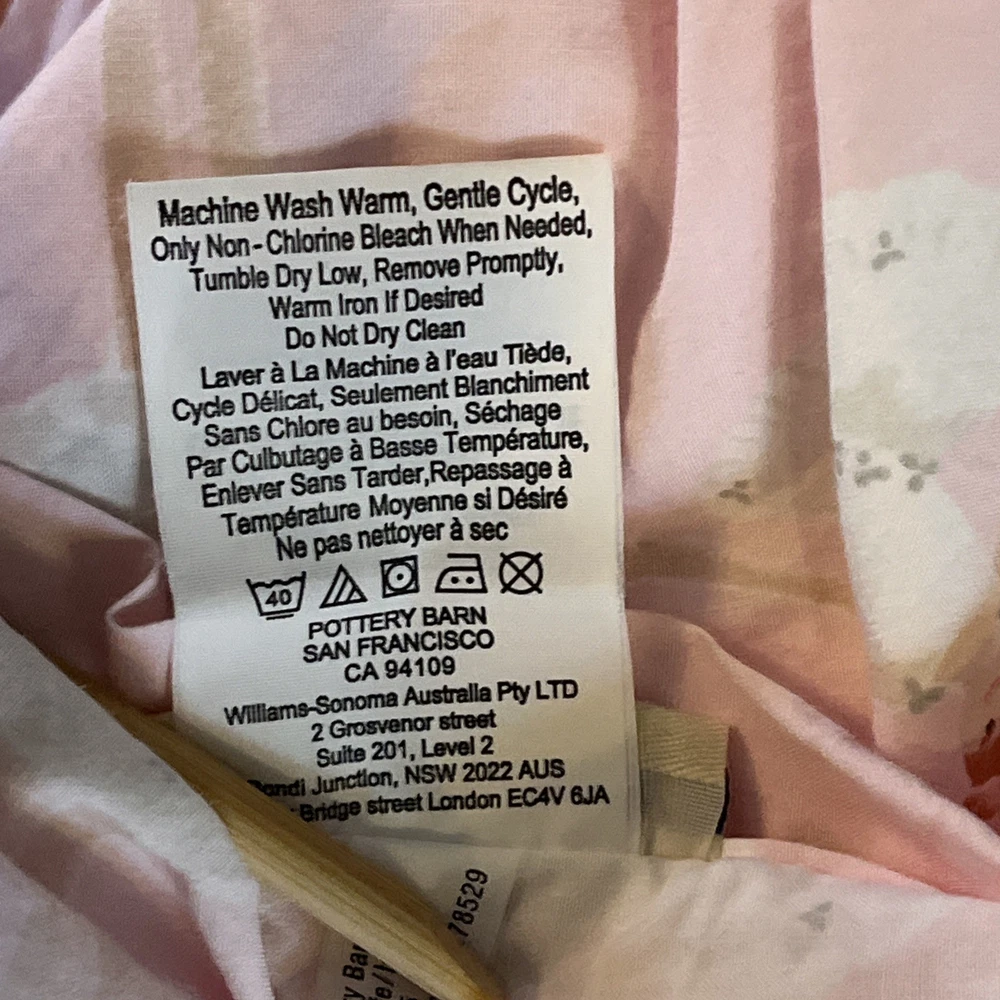 Machine Wash Warm, Gentle Cycle,
Only Non-Chlorine Bleach When Needed,
Tumble Dry Low, Remove Promptly,
Warm Iron If Desired
Do Not Dry Clean
Laver à La Machine à l'eau Tiède,
Cycle Délicat, Seulement Blanchiment
Sans Chlore au besoin, Séchage
Par Culbutage à Basse Température,
Enlever Sans Tarder,Repassage à
Température Moyenne si Désiré
Ne pas nettoyer à sec
40
POTTERY BARN
SAN FRANCISCO
CA 94109
Williams-Sonoma Australia Pty LTD
2 Grosvenor street
Suite 201, Level 2
Junction, NSW 2022 AUS
Bridge street London EC4V 6JA
78529